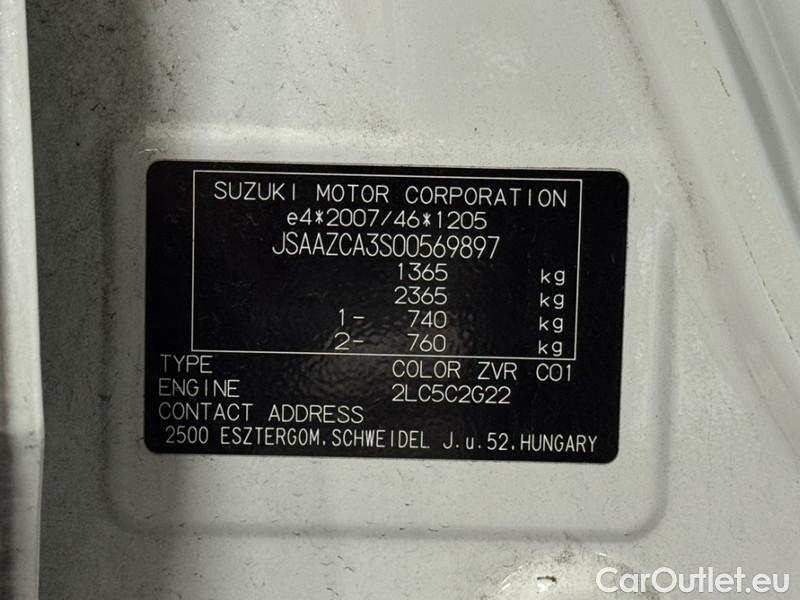 SUZUKI MOTOR CORPORATION
e4*2007/46*1205
JSAAZCA3S00569897
1365 kg
2365 kg
1- 740 kg
2- 760 kg
TYPE COLOR ZVR C01
ENGINE 2LC5C2G22
CONTACT ADDRESS
2500 ESZTERGOM, SCHWEIDEL J. u. 52, HUNGARY
CarOutlet.eu